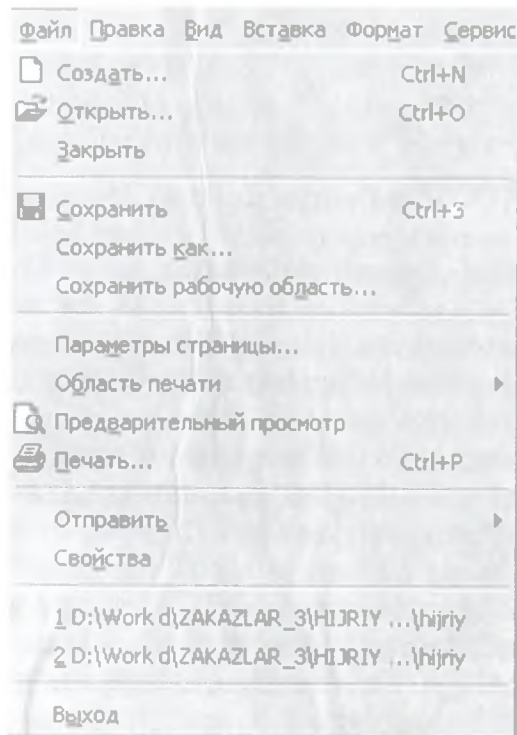 Файл Правка Вид Вставка Формат Сервис
Создать... Ctrl+N
Открыть... Ctrl+O
Закрыть
Сохранить Ctrl+S
Сохранить как...
Сохранить рабочую область...
Параметры страницы...
Область печати
Предварительный просмотр
Печать... Ctrl+P
Отправить
Свойства
1 D:\Work d\ZAKAZLAR_3\HIJRIY ...\hijriy
2 D:\Work d\ZAKAZLAR_3\HIJRIY ...\hijriy
Выход